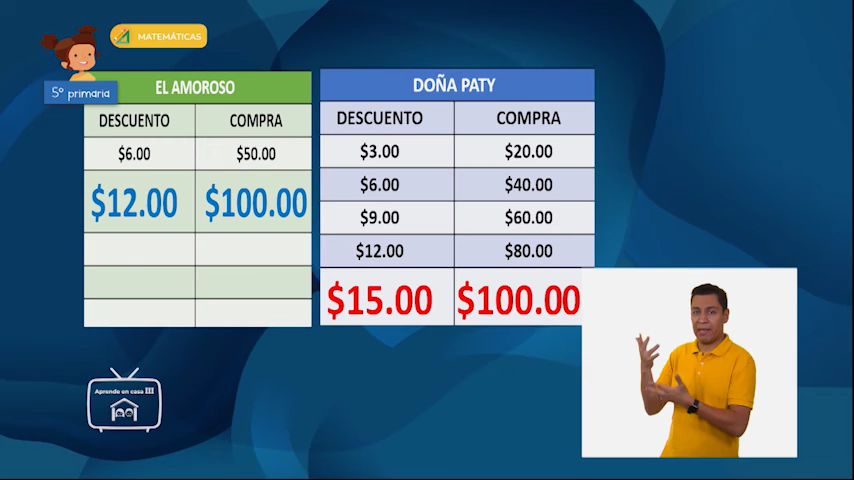 MATEMÁTICAS
5° primaria
EL AMOROSO
DESCUENTO COMPRA
$6.00 $50.00
$12.00 $100.00
DOÑA PATY
DESCUENTO COMPRA
$3.00 $20.00
$6.00 $40.00
$9.00 $60.00
$12.00 $80.00
$15.00 $100.00
Aprende en casa III